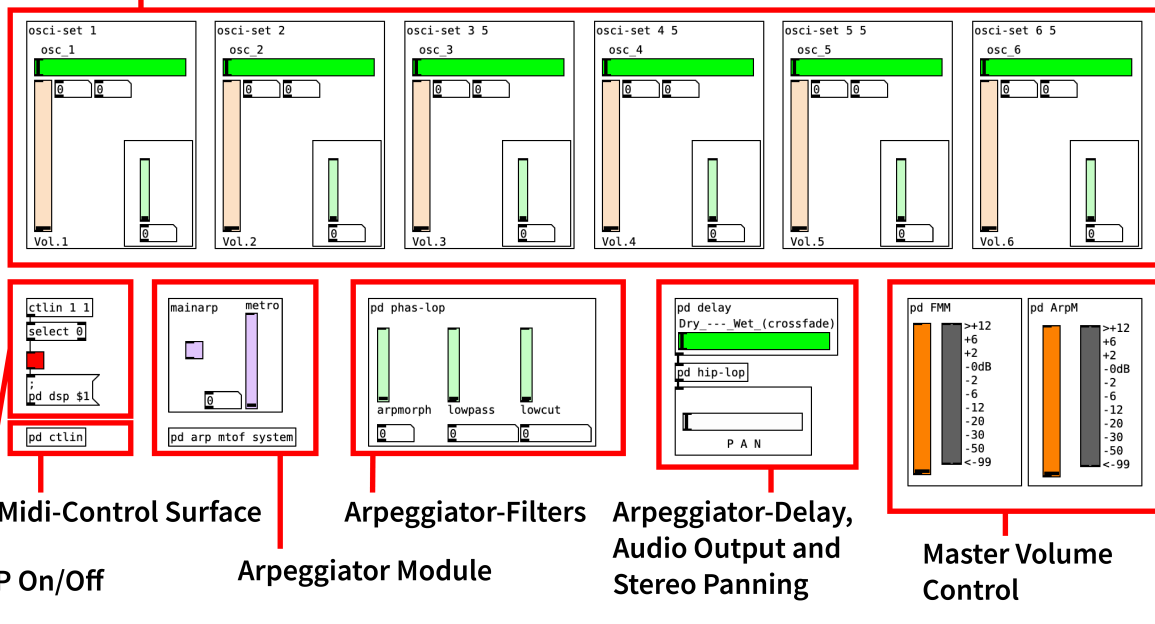 osci-set 1
osc_1
0 0
0
Vol.1
osci-set 2
osc_2
0 0
0
Vol.2
osci-set 3 5
osc_3
0 0
0
Vol.3
osci-set 4 5
osc_4
0 0
0
Vol.4
osci-set 5 5
osc_5
0 0
0
Vol.5
osci-set 6 5
osc_6
0 0
0
Vol.6
ctlin 1 1
select 0
;
pd dsp $1
pd ctlin
mainarp metro
0
pd arp mtof system
pd phas-lop
arpmorph lowpass lowcut
0 0 0
pd delay
Dry_---_Wet_(crossfade)
pd hip-lop
P A N
pd FMM
>+12
+6
+2
-0dB
-2
-6
-12
-20
-30
-50
<-99
pd ArpM
>+12
+6
+2
-0dB
-2
-6
-12
-20
-30
-50
<-99
Midi-Control Surface
P On/Off
Arpeggiator Module
Arpeggiator-Filters
Arpeggiator-Delay,
Audio Output and
Stereo Panning
Master Volume
Control